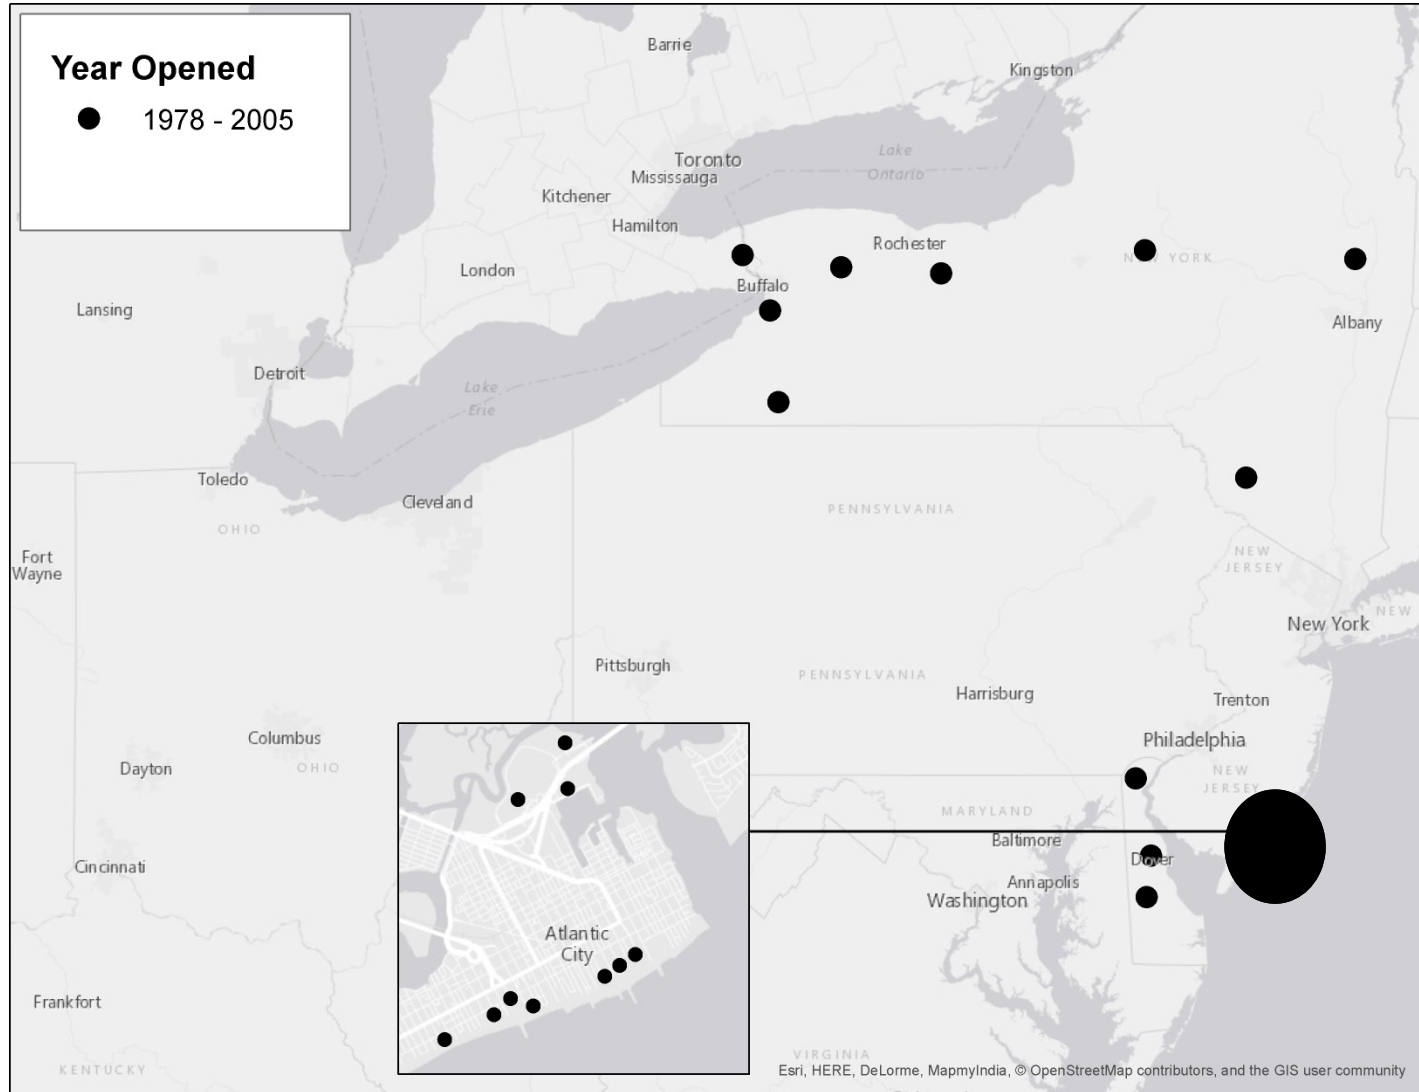 Year Opened
1978 - 2005
Barrie
Kingston
Lake
Ontario
Toronto
Mississauga
Kitchener
Hamilton
Rochester
London
NEW YORK
Buffalo
Lansing
Albany
Detroit
Lake
Erie
Toledo
Cleveland
OHIO
PENNSYLVANIA
Fort
Wayne
NEW
JERSEY
NEW
New York
Pittsburgh
PENNSYLVANIA
Harrisburg
Trenton
Columbus
Philadelphia
Dayton
OHIO
NEW
JERSEY
MARYLAND
Baltimore
Dover
Cincinnati
Annapolis
Washington
Atlantic
City
Frankfort
VIRGINIA
KENTUCKY
Esri, HERE, DeLorme, MapmyIndia, © OpenStreetMap contributors, and the GIS user community